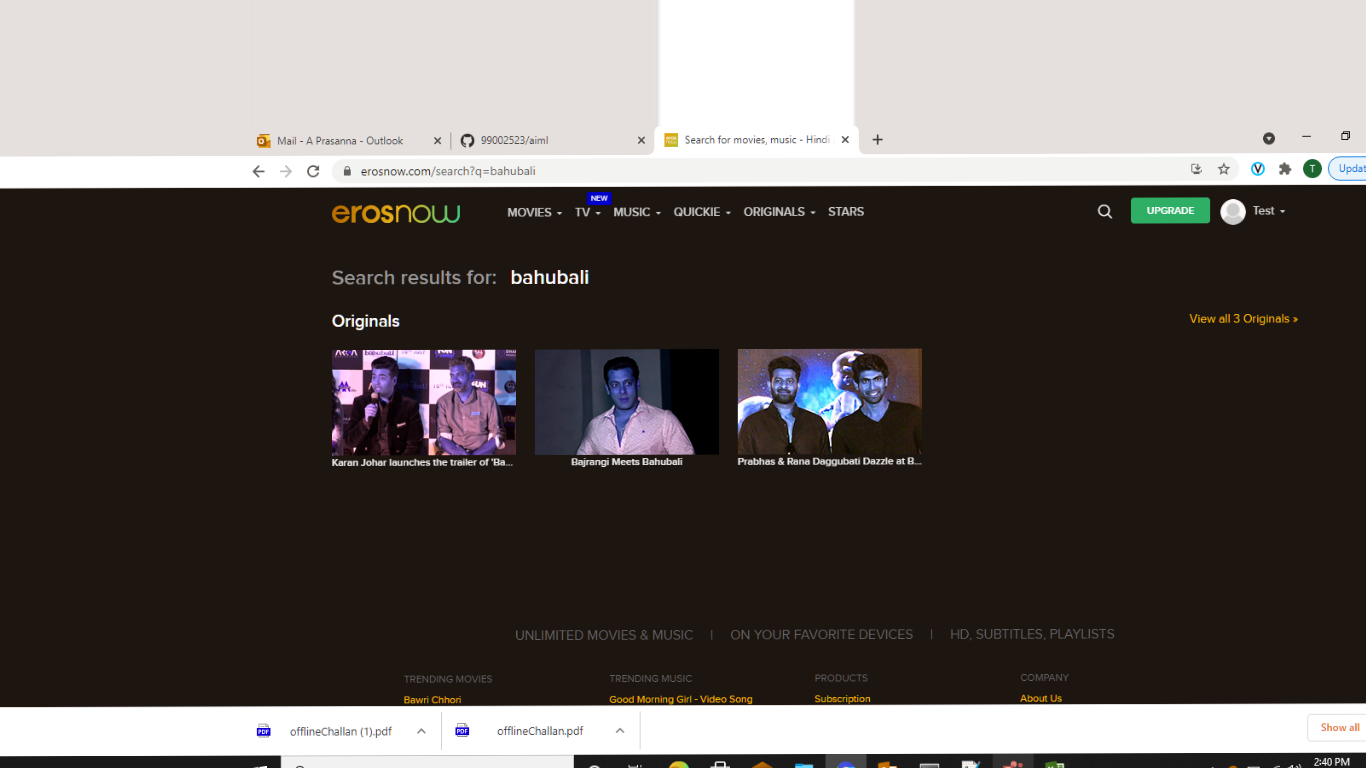 Mail - A Prasanna - Outlook
99002523/aiml
Search for movies, music - Hindi
erosnow.com/search?q=bahubali
T
Updat
erosnow
MOVIES
TV
NEW
MUSIC
QUICKIE
ORIGINALS
STARS
UPGRADE
Test
Search results for: bahubali
Originals
View all 3 Originals »
Karan Johar launches the trailer of 'Ba...
Bajrangi Meets Bahubali
Prabhas & Rana Daggubati Dazzle at B...
UNLIMITED MOVIES & MUSIC | ON YOUR FAVORITE DEVICES | HD, SUBTITLES, PLAYLISTS
TRENDING MOVIES
Bawri Chhori
TRENDING MUSIC
Good Morning Girl - Video Song
PRODUCTS
Subscription
COMPANY
About Us
PDF
offlineChallan (1).pdf
PDF
offlineChallan.pdf
Show all
2:40 PM